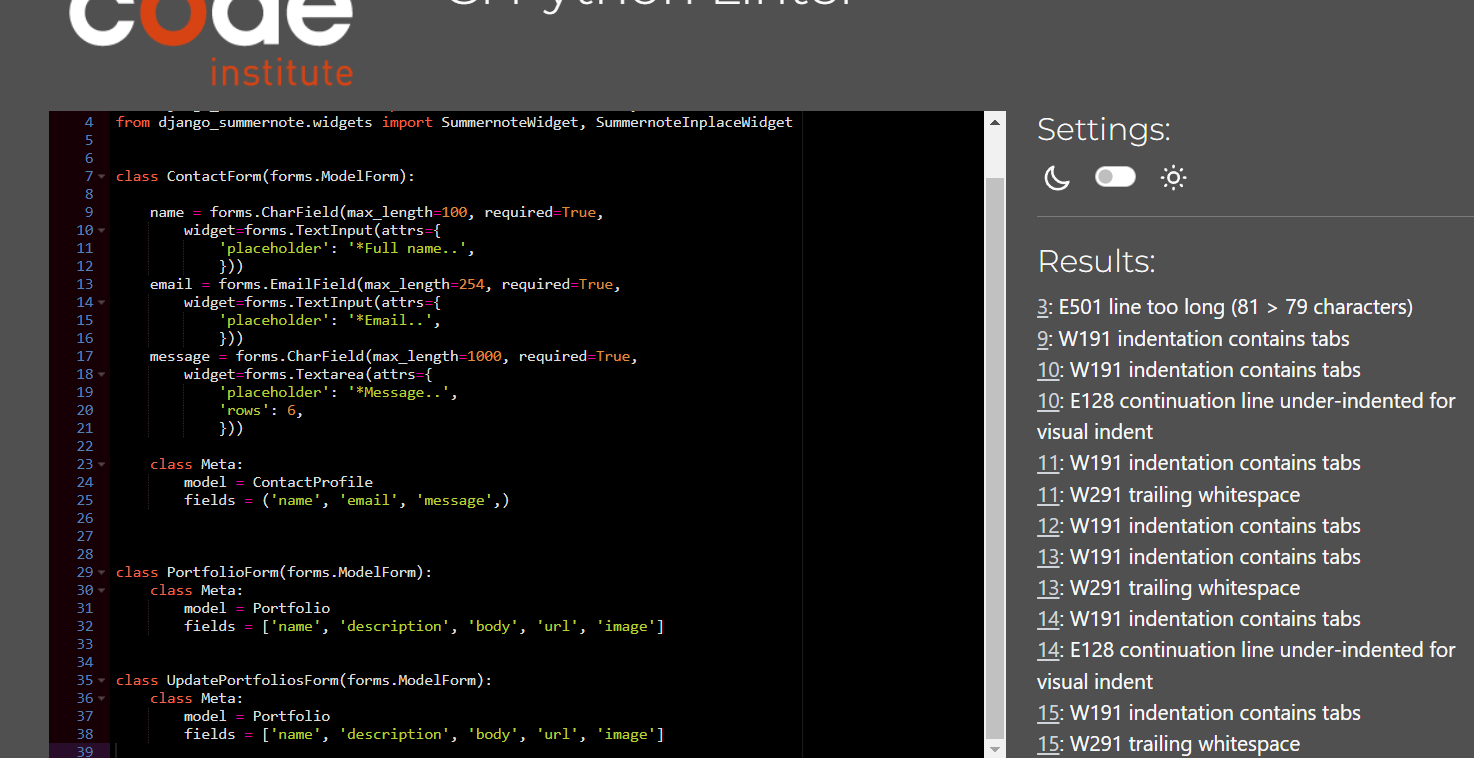 code
institute
CI Python Linter
4 from django_summernote.widgets import SummernoteWidget, SummernoteInplaceWidget
5
6
7 class ContactForm(forms.ModelForm):
8
9 name = forms.CharField(max_length=100, required=True,
10 widget=forms.TextInput(attrs={
11 'placeholder': '*Full name..',
12 }))
13 email = forms.EmailField(max_length=254, required=True,
14 widget=forms.TextInput(attrs={
15 'placeholder': '*Email..',
16 }))
17 message = forms.CharField(max_length=1000, required=True,
18 widget=forms.Textarea(attrs={
19 'placeholder': '*Message..',
20 'rows': 6,
21 }))
22
23 class Meta:
24 model = ContactProfile
25 fields = ('name', 'email', 'message',)
26
27
28
29 class PortfolioForm(forms.ModelForm):
30 class Meta:
31 model = Portfolio
32 fields = ['name', 'description', 'body', 'url', 'image']
33
34
35 class UpdatePortfoliosForm(forms.ModelForm):
36 class Meta:
37 model = Portfolio
38 fields = ['name', 'description', 'body', 'url', 'image']
39
Settings:
Results:
3: E501 line too long (81 > 79 characters)
9: W191 indentation contains tabs
10: W191 indentation contains tabs
10: E128 continuation line under-indented for
visual indent
11: W191 indentation contains tabs
11: W291 trailing whitespace
12: W191 indentation contains tabs
13: W191 indentation contains tabs
13: W291 trailing whitespace
14: W191 indentation contains tabs
14: E128 continuation line under-indented for
visual indent
15: W191 indentation contains tabs
15: W291 trailing whitespace